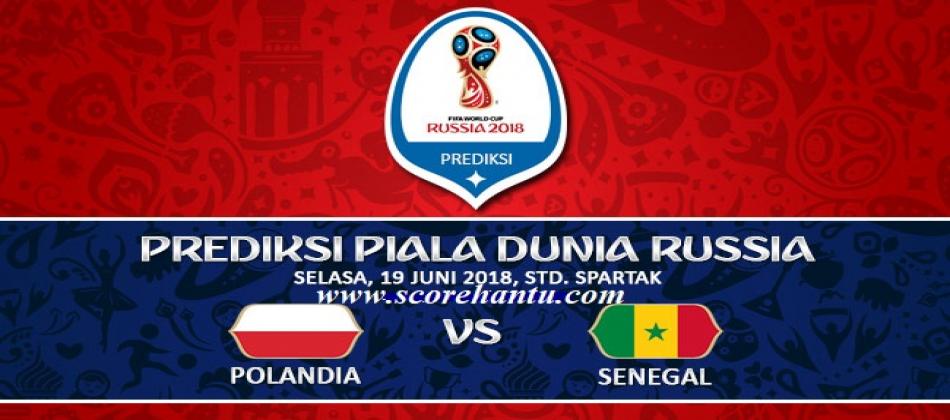 FIFA WORLD CUP
RUSSIA 2018
PREDIKSI
PREDIKSI PIALA DUNIA RUSSIA
SELASA, 19 JUNI 2018, STD. SPARTAK
www.scorehantu.com
VS
POLANDIA
SENEGAL